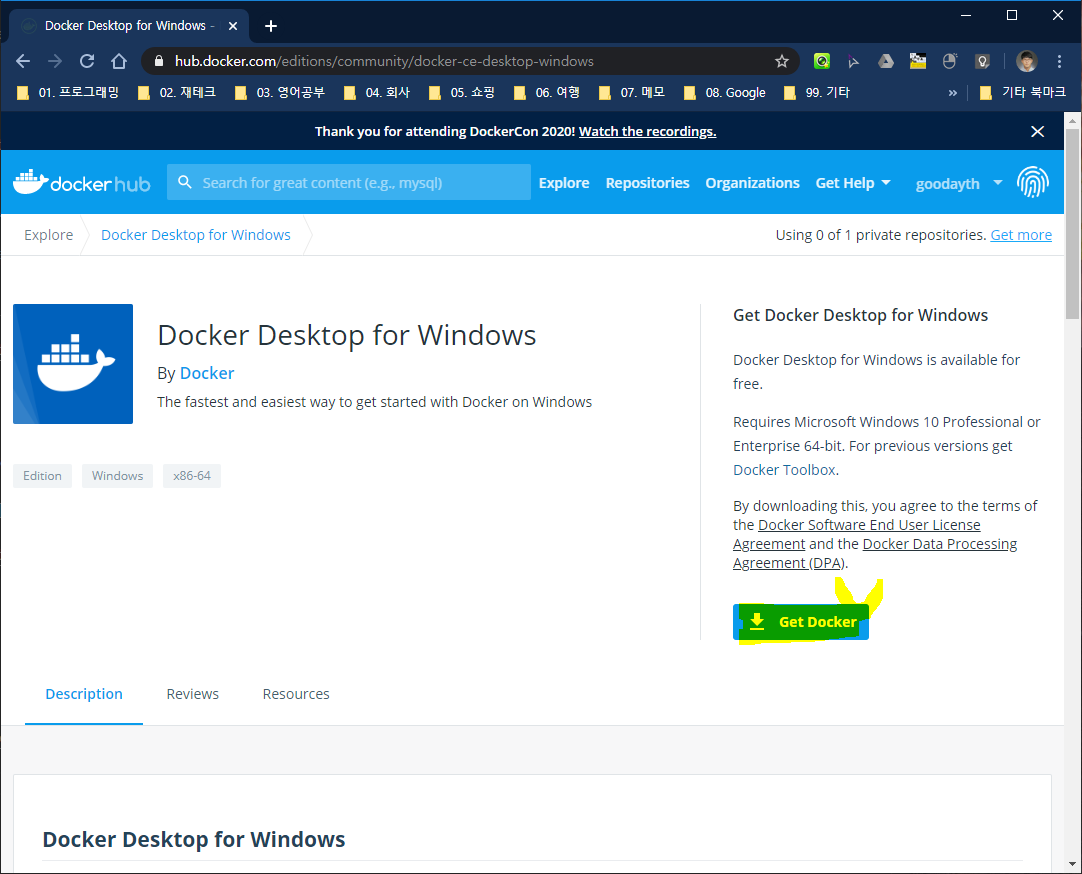 Docker Desktop for Windows -
hub.docker.com/editions/community/docker-ce-desktop-windows
01. 프로그래밍 02. 재테크 03. 영어공부 04. 회사 05. 쇼핑 06. 여행 07. 메모 08. Google 99. 기타 » 기타 북마크
Thank you for attending DockerCon 2020! Watch the recordings.
docker hub Search for great content (e.g., mysql) Explore Repositories Organizations Get Help goodayth
Explore Docker Desktop for Windows Using 0 of 1 private repositories. Get more
Docker Desktop for Windows
By Docker
The fastest and easiest way to get started with Docker on Windows
Edition Windows x86-64
Get Docker Desktop for Windows
Docker Desktop for Windows is available for
free.
Requires Microsoft Windows 10 Professional or
Enterprise 64-bit. For previous versions get
Docker Toolbox.
By downloading this, you agree to the terms of
the Docker Software End User License
Agreement and the Docker Data Processing
Agreement (DPA).
Get Docker
Description Reviews Resources
Docker Desktop for Windows